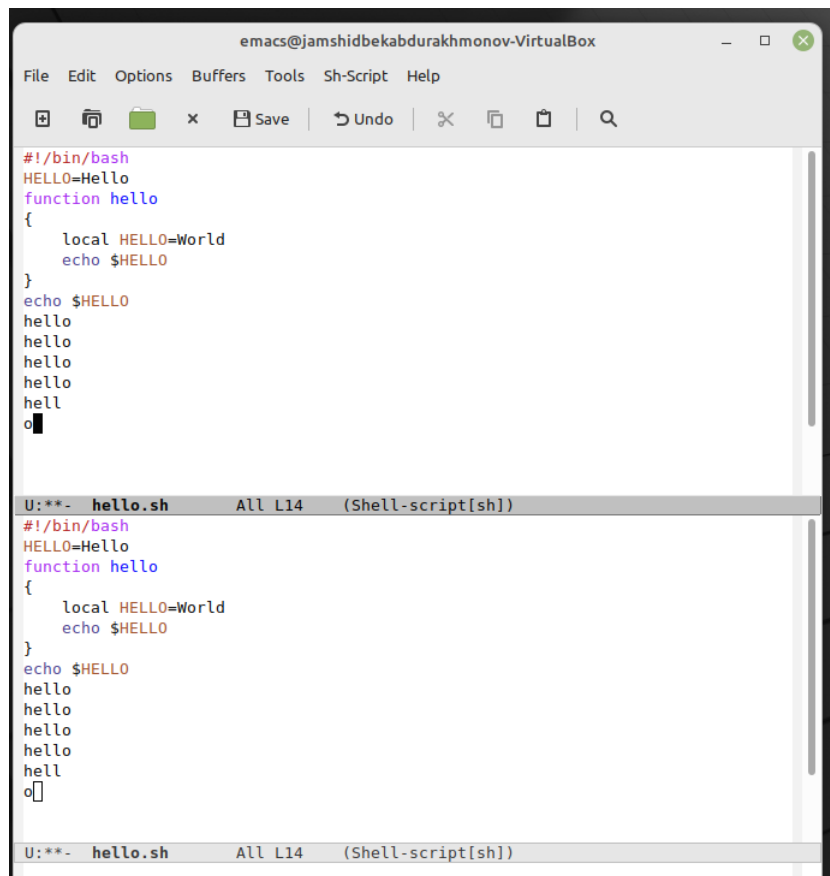 emacs@jamshidbekabdurakhmonov-VirtualBox
File Edit Options Buffers Tools Sh-Script Help
Save Undo
#!/bin/bash
HELLO=Hello
function hello
{
    local HELLO=World
    echo $HELLO
}
echo $HELLO
hello
hello
hello
hello
hell
o
U:**-  hello.sh       All L14    (Shell-script[sh])
#!/bin/bash
HELLO=Hello
function hello
{
    local HELLO=World
    echo $HELLO
}
echo $HELLO
hello
hello
hello
hello
hell
o
U:**-  hello.sh       All L14    (Shell-script[sh])